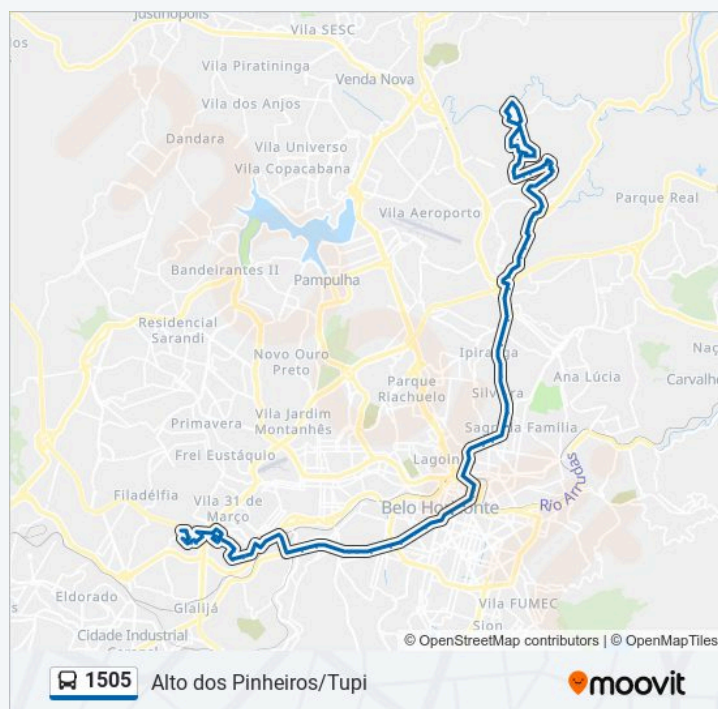 Justinópolis
Vila SESC
Vila Piratininga
Venda Nova
Vila dos Anjos
Dandara
Vila Universo
Vila Copacabana
Parque Real
Vila Aeroporto
Bandeirantes II
Pampulha
Residencial
Sarandi
Novo Ouro
Preto
Ipiranga
Naç
Parque
Riachuelo
Ana Lúcia
Carvalho
Silveira
Primavera
Vila Jardim
Montanhês
Sagrada Família
Frei Eustáquio
Lagoin
Rio Arrudas
Filadélfia
Vila 31 de
Março
Belo Horizonte
Eldorado
Glalijá
Vila FUMEC
Cidade Industrial
Sion
© OpenStreetMap contributors | © OpenMapTiles
1505 Alto dos Pinheiros/Tupi
moovit